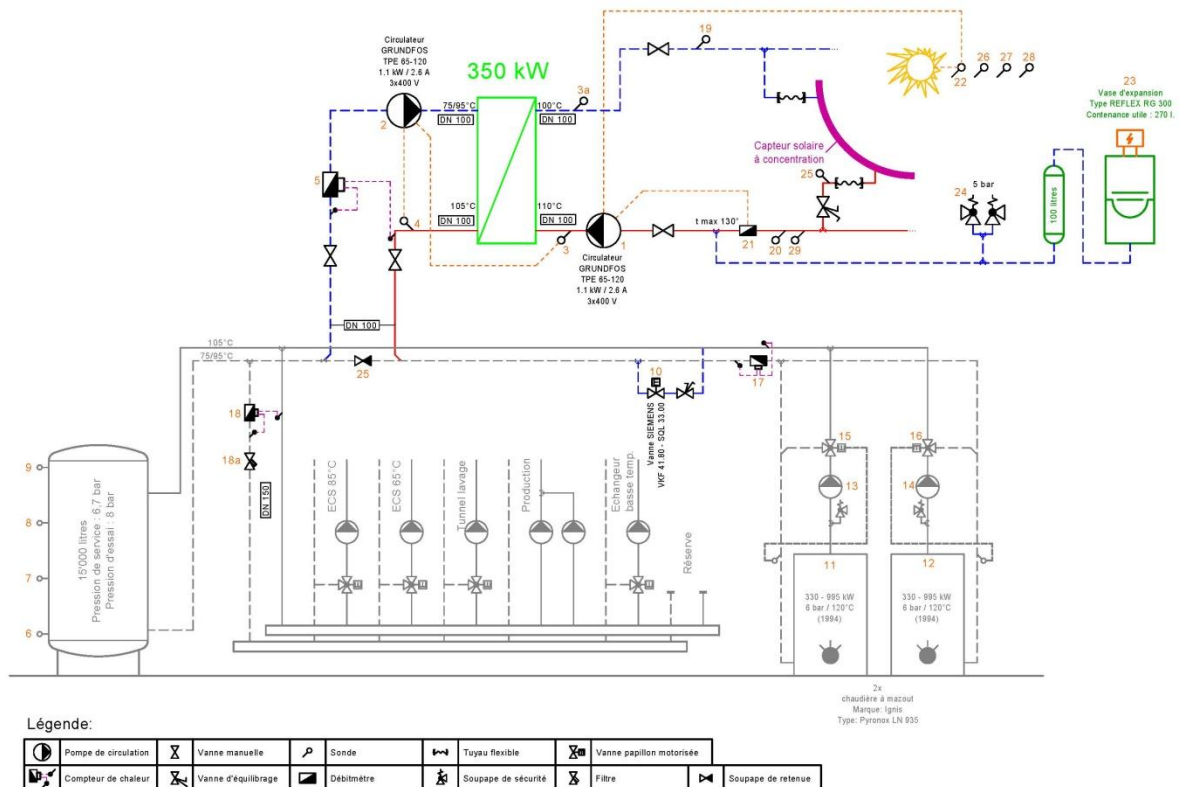 Circulateur
GRUNDFOS
TPE 65-120
1.1 kW / 2.6 A
3x400 V
2
350 kW
75/95°C
DN 100
100°C
DN 100
3a
19
22
26
27
28
23
Vase d'expansion
Type REFLEX RG 300
Contenance utile : 270 l.
Capteur solaire
à concentration
5
4
105°C
DN 100
110°C
DN 100
3
1
Circulateur
GRUNDFOS
TPE 65-120
1.1 kW / 2.6 A
3x400 V
t max 130°
21
20
29
25
24
5 bar
100 litres
DN 100
105°C
75/95°C
25
10
Vanne SIEMENS
VKF 41.80 - SQL 33.00
17
18
18a
DN 150
15
16
13
14
9
8
7
6
15'000 litres
Pression de service : 6,7 bar
Pression d'essai : 8 bar
ECS 85°C
ECS 65°C
Tunnel lavage
Production
Echangeur
basse temp.
Réserve
11
330 - 995 kW
6 bar / 120°C
(1994)
12
330 - 995 kW
6 bar / 120°C
(1994)
2x
chaudière à mazout
Marque: Ignis
Type: Pyronox LN 935
Légende:
Pompe de circulation
Vanne manuelle
Sonde
Tuyau flexible
Vanne papillon motorisée
Compteur de chaleur
Vanne d'équilibrage
Débitmètre
Soupape de sécurité
Filtre
Soupape de retenue